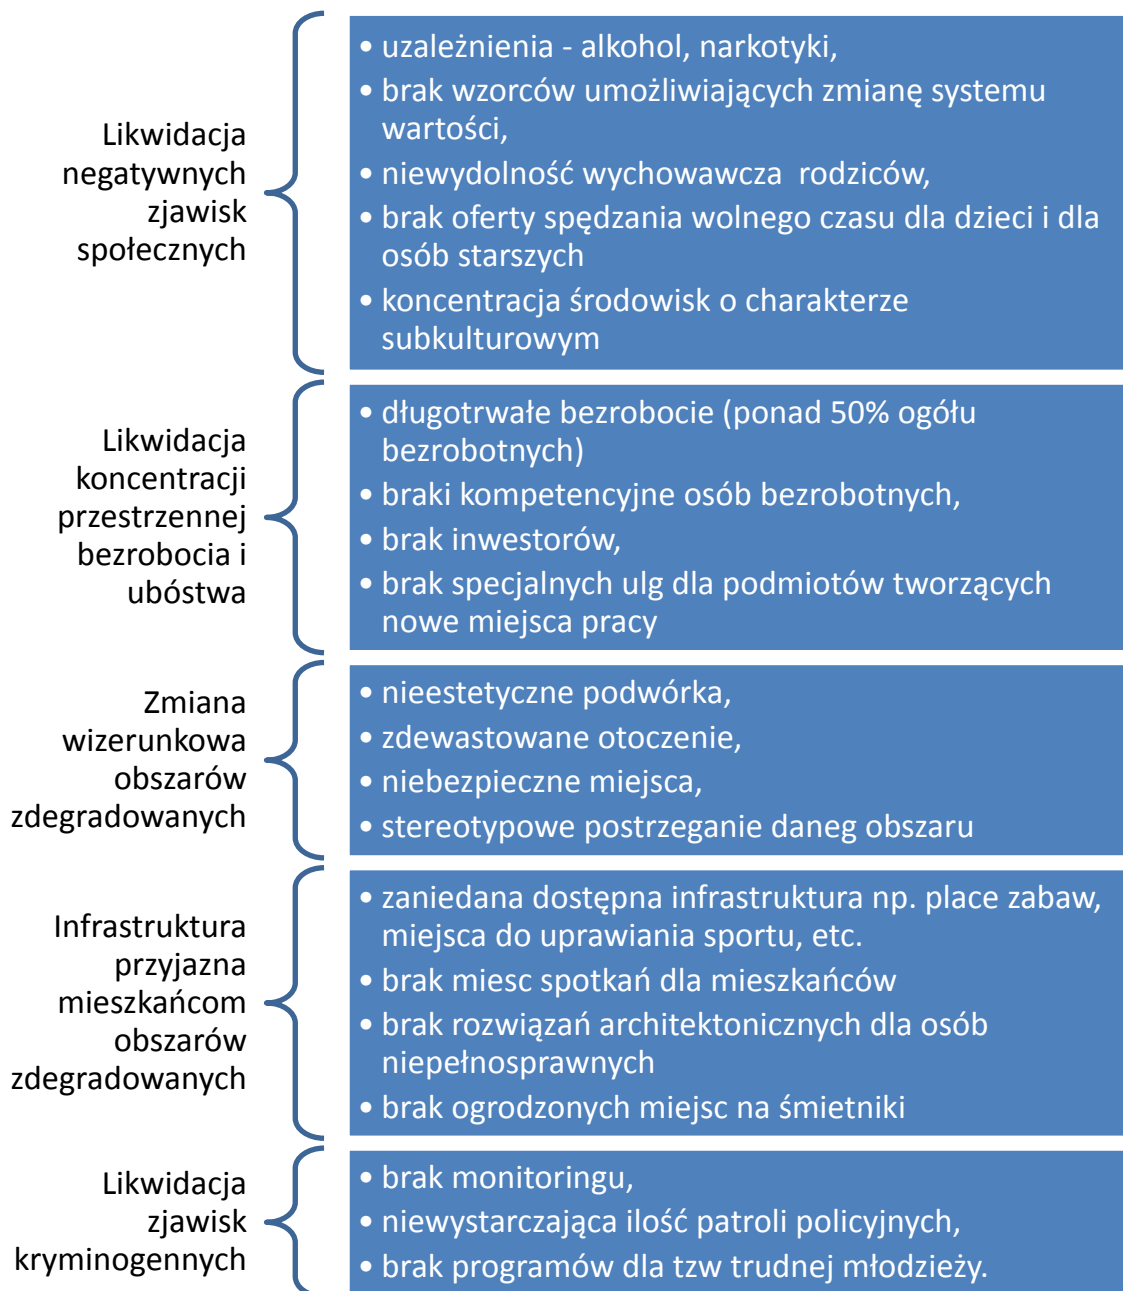 Likwidacja
negatywnych
zjawisk
społecznych
• uzależnienia - alkohol, narkotyki,
• brak wzorców umożliwiających zmianę systemu
wartości,
• niewydolność wychowawcza  rodziców,
• brak oferty spędzania wolnego czasu dla dzieci i dla
osób starszych
• koncentracja środowisk o charakterze
subkulturowym
Likwidacja
koncentracji
przestrzennej
bezrobocia i
ubóstwa
• długotrwałe bezrobocie (ponad 50% ogółu
bezrobotnych)
• braki kompetencyjne osób bezrobotnych,
• brak inwestorów,
• brak specjalnych ulg dla podmiotów tworzących
nowe miejsca pracy
Zmiana
wizerunkowa
obszarów
zdegradowanych
• nieestetyczne podwórka,
• zdewastowane otoczenie,
• niebezpieczne miejsca,
• stereotypowe postrzeganie daneg obszaru
Infrastruktura
przyjazna
mieszkańcom
obszarów
zdegradowanych
• zaniedana dostępna infrastruktura np. place zabaw,
miejsca do uprawiania sportu, etc.
• brak miesc spotkań dla mieszkańców
• brak rozwiązań architektonicznych dla osób
niepełnosprawnych
• brak ogrodzonych miejsc na śmietniki
Likwidacja
zjawisk
kryminogennych
• brak monitoringu,
• niewystarczająca ilość patroli policyjnych,
• brak programów dla tzw trudnej młodzieży.